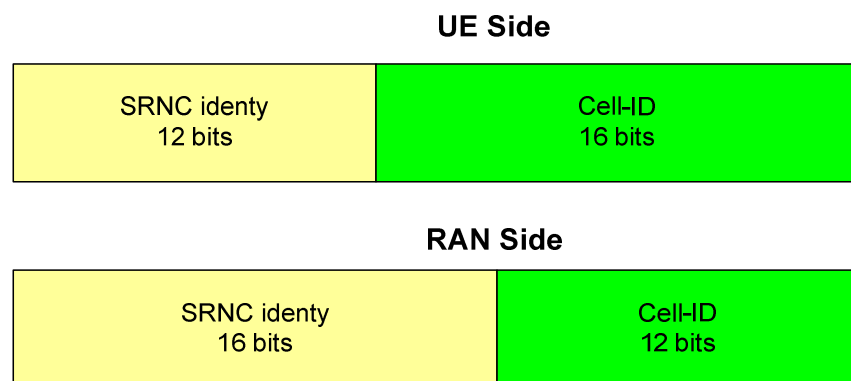 UE Side
SRNC identy
12 bits
Cell-ID
16 bits
RAN Side
SRNC identy
16 bits
Cell-ID
12 bits